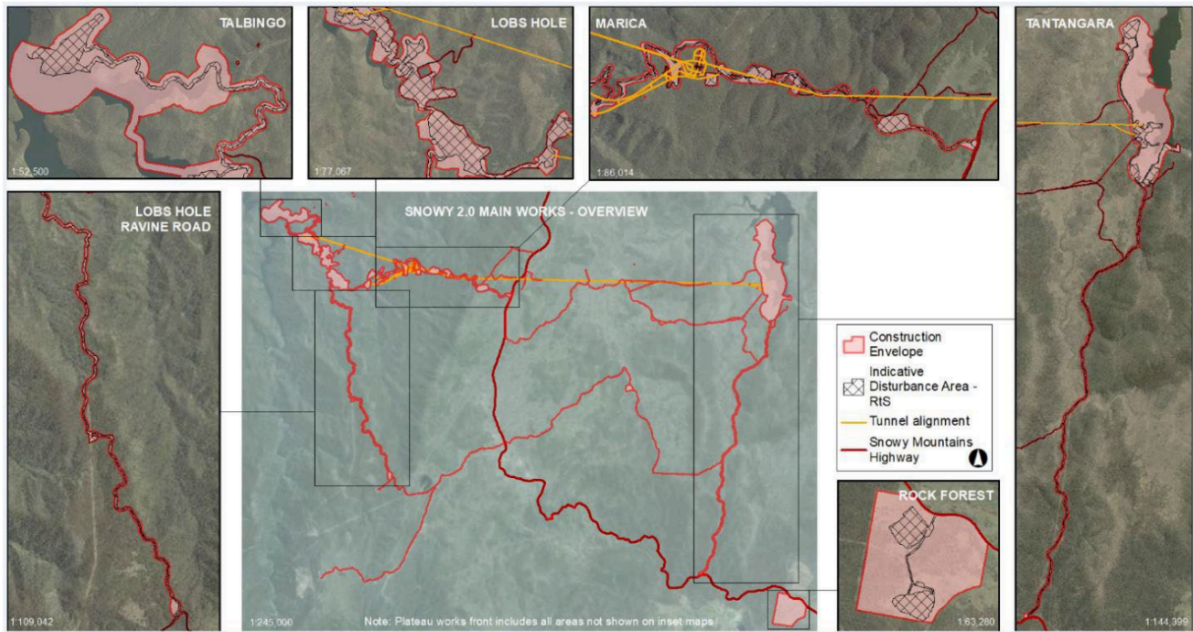 TALBINGO
1:52,500
LOBS HOLE
1:77,067
MARICA
1:86,014
TANTANGARA
1:144,399
LOBS HOLE
RAVINE ROAD
1:109,042
SNOWY 2.0 MAIN WORKS - OVERVIEW
1:245,000
Note: Plateau works front includes all areas not shown on inset maps
Construction
Envelope
Indicative
Disturbance Area -
RtS
Tunnel alignment
Snowy Mountains
Highway
ROCK FOREST
1:63,280